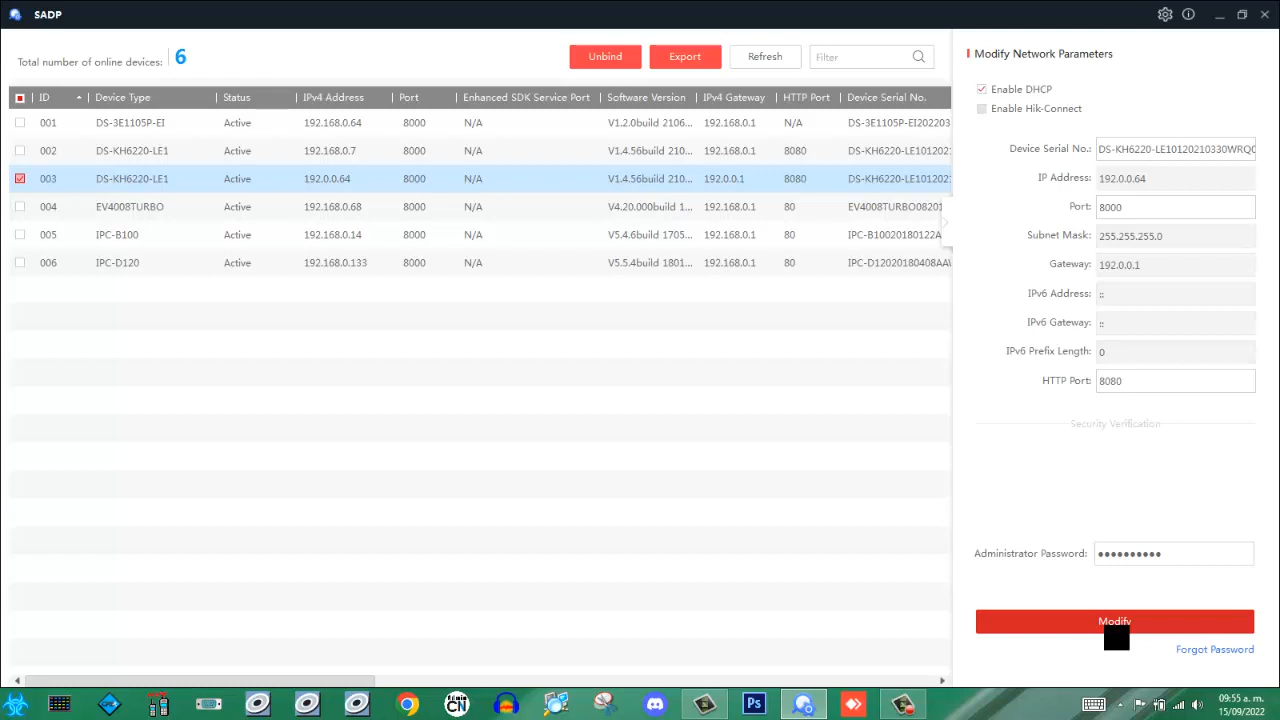 SADP
Total number of online devices: 6
Unbind
Export
Refresh
Filter
ID Device Type Status IPv4 Address Port Enhanced SDK Service Port Software Version IPv4 Gateway HTTP Port Device Serial No.
001 DS-3E1105P-EI Active 192.168.0.64 8000 N/A V1.2.0build 2106... 192.168.0.1 N/A DS-3E1105P-EI202203
002 DS-KH6220-LE1 Active 192.168.0.7 8000 N/A V1.4.56build 210... 192.168.0.1 8080 DS-KH6220-LE101202
003 DS-KH6220-LE1 Active 192.0.0.64 8000 N/A V1.4.56build 210... 192.0.0.1 8080 DS-KH6220-LE101202
004 EV4008TURBO Active 192.168.0.68 8000 N/A V4.20.000build 1... 192.168.0.1 80 EV4008TURBO08201
005 IPC-B100 Active 192.168.0.14 8000 N/A V5.4.6build 1705... 192.168.0.1 80 IPC-B10020180122A
006 IPC-D120 Active 192.168.0.133 8000 N/A V5.5.4build 1801... 192.168.0.1 80 IPC-D12020180408AAW
Modify Network Parameters
Enable DHCP
Enable Hik-Connect
Device Serial No.: DS-KH6220-LE10120210330WRQ0
IP Address: 192.0.0.64
Port: 8000
Subnet Mask: 255.255.255.0
Gateway: 192.0.0.1
IPv6 Address: ::
IPv6 Gateway: ::
IPv6 Prefix Length: 0
HTTP Port: 8080
Security Verification
Administrator Password: ●●●●●●●●●●
Modify
Forgot Password
09:55 a. m.
15/09/2022